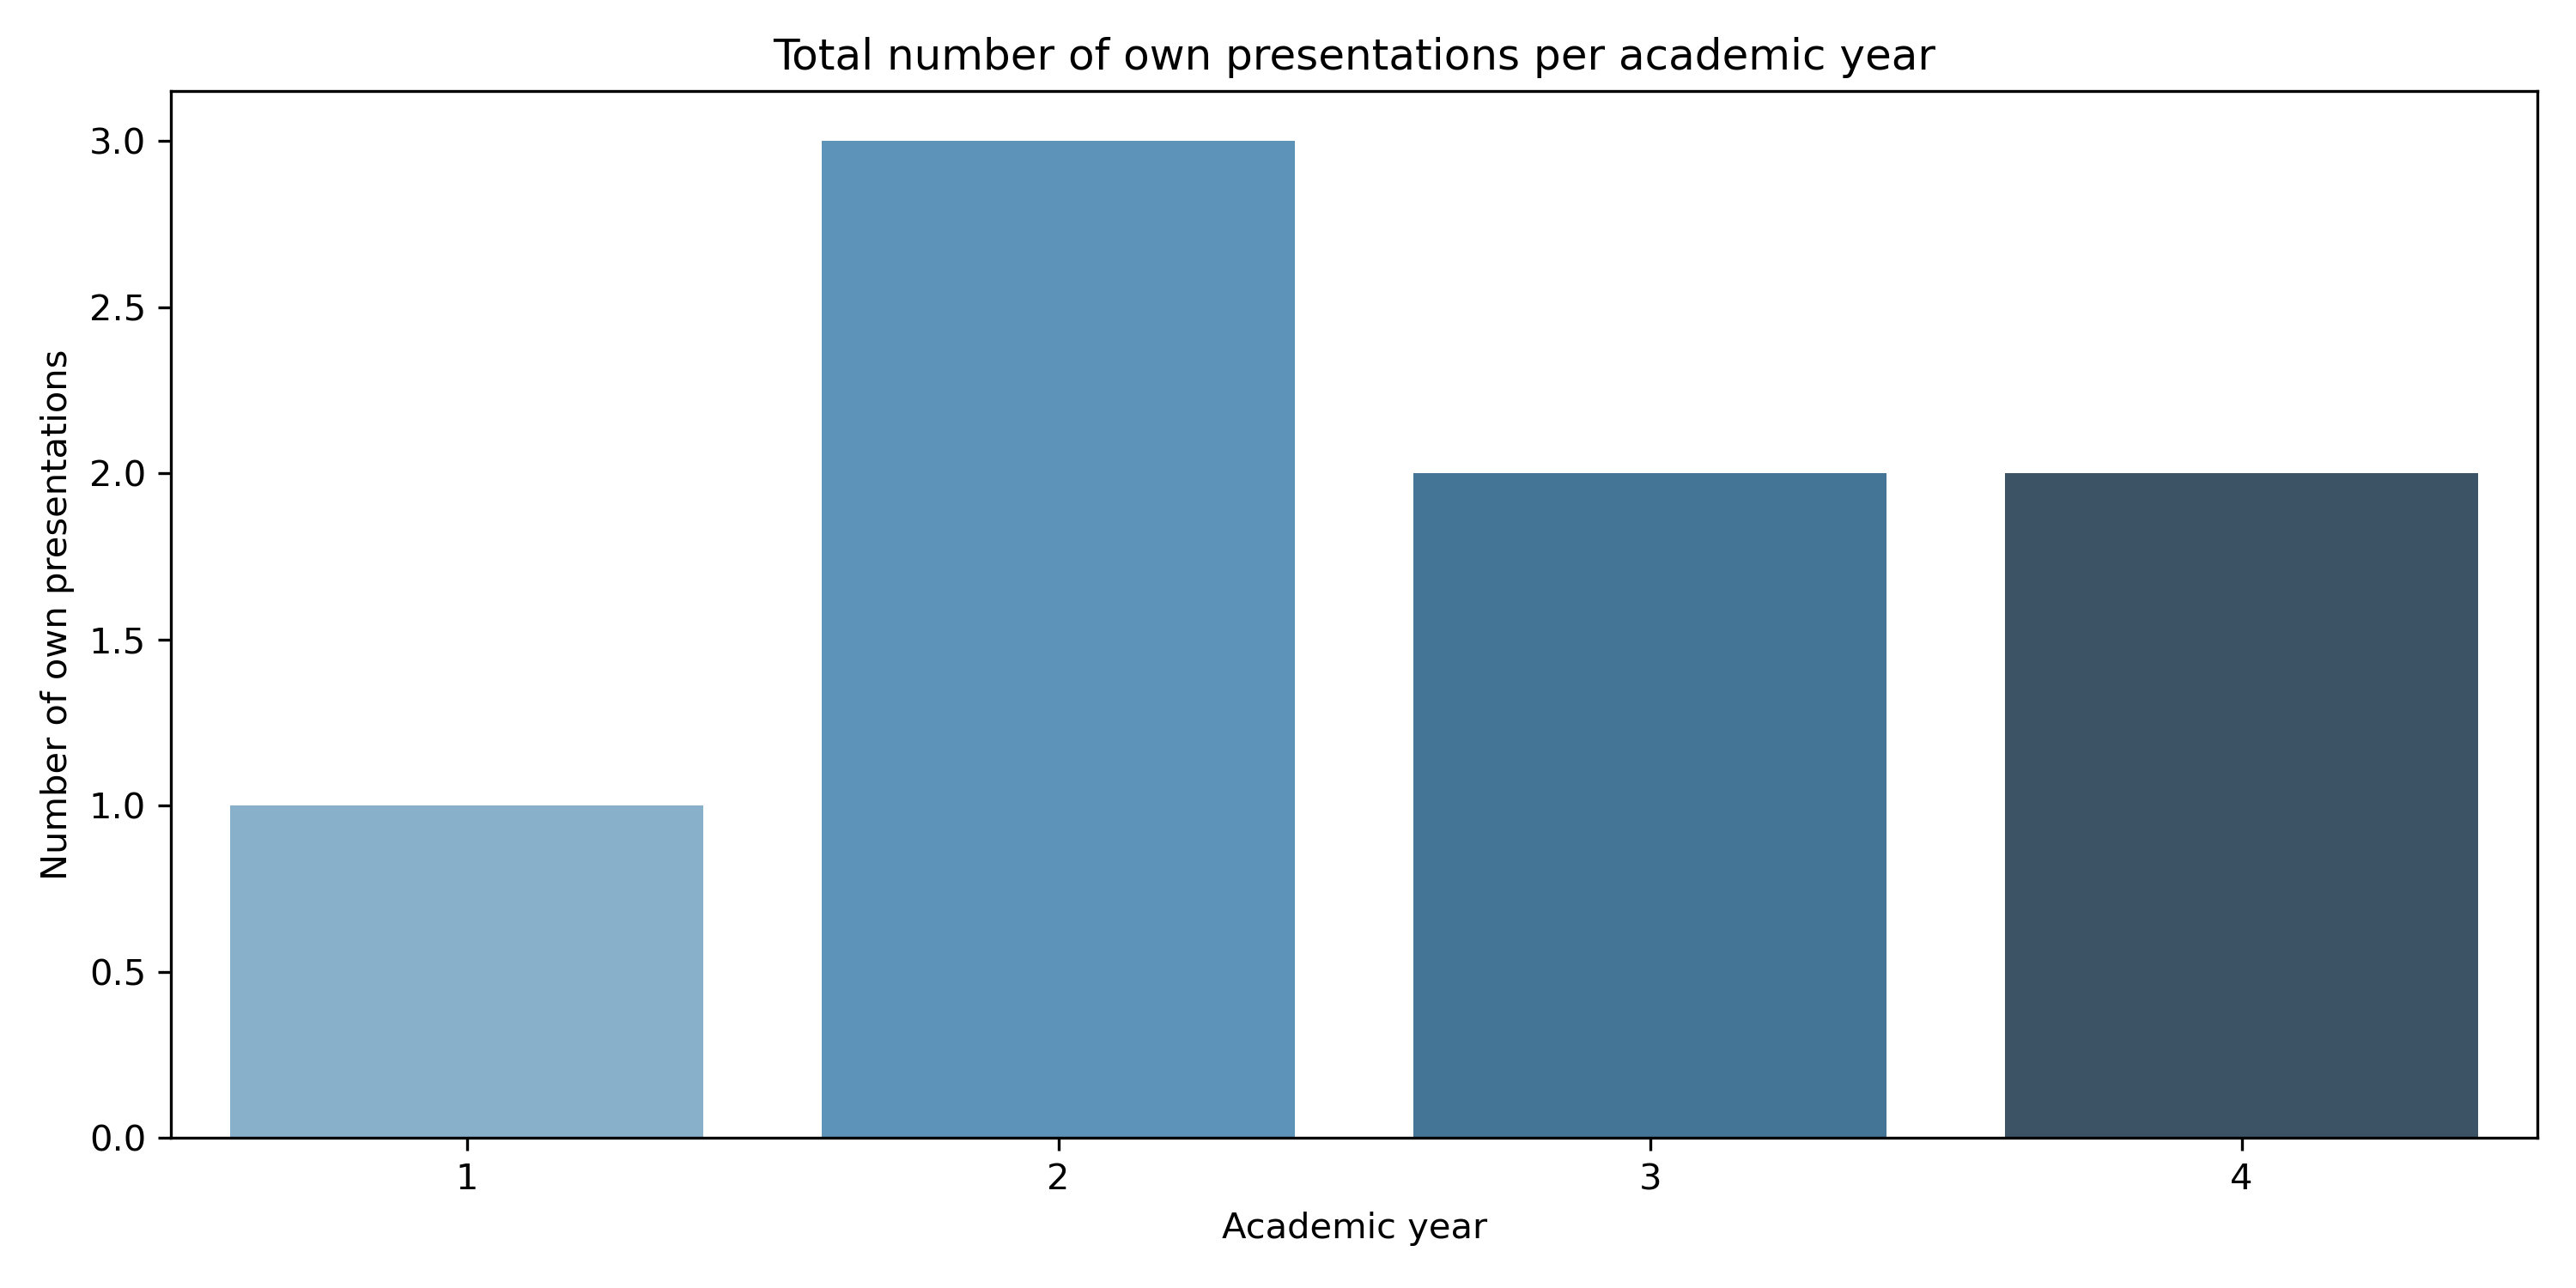 Total number of own presentations per academic year
3.0
2.5
2.0
1.5
1.0
0.5
0.0
Number of own presentations
1 2 3 4
Academic year